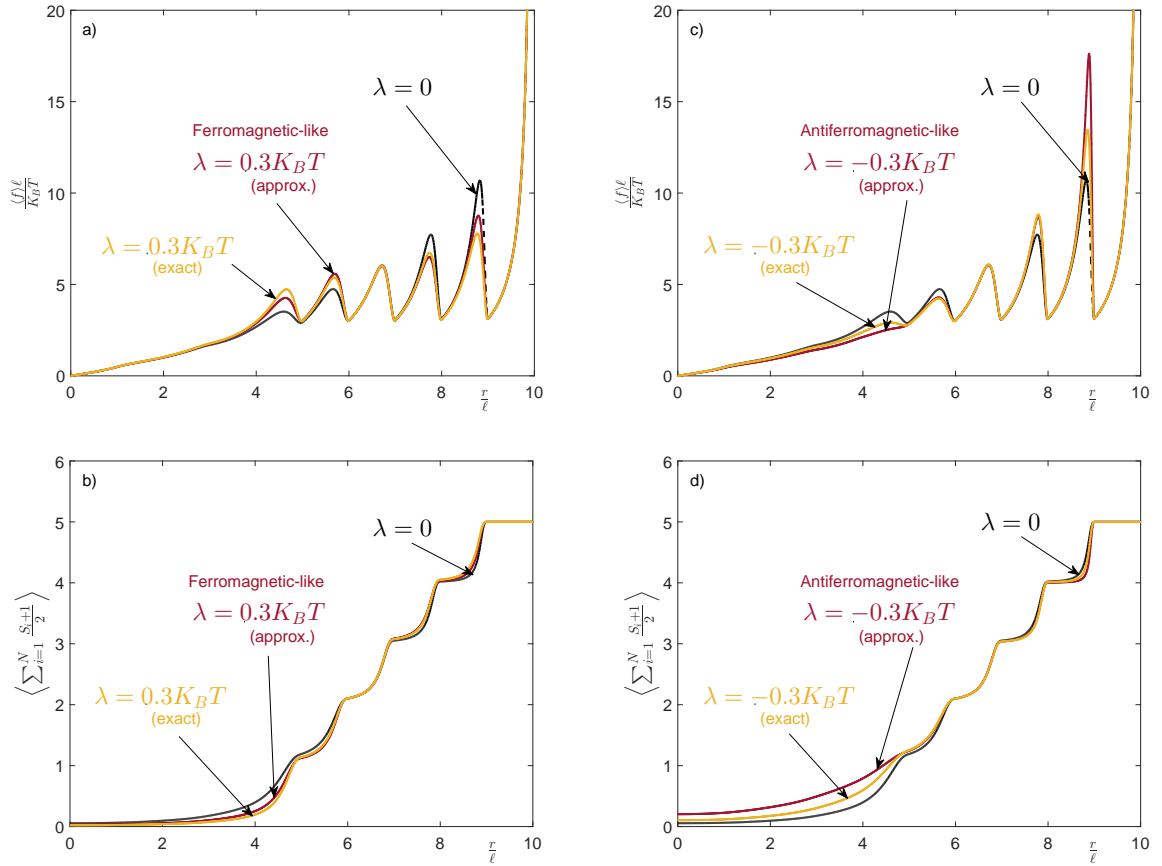 a)
20
15
10
5
0
⟨f⟩ℓ
K_BT
λ = 0
Ferromagnetic-like
λ = 0.3K_BT
(approx.)
λ = 0.3K_BT
(exact)
0 2 4 6 8 10
r/ℓ
c)
20
15
10
5
0
⟨f⟩ℓ
K_BT
λ = 0
Antiferromagnetic-like
λ = −0.3K_BT
(approx.)
λ = −0.3K_BT
(exact)
0 2 4 6 8 10
r/ℓ
b)
6
5
4
3
2
1
0
⟨∑_{i=1}^{N} (S_i+1)/2⟩
λ = 0
Ferromagnetic-like
λ = 0.3K_BT
(approx.)
λ = 0.3K_BT
(exact)
0 2 4 6 8 10
r/ℓ
d)
6
5
4
3
2
1
0
⟨∑_{i=1}^{N} (S_i+1)/2⟩
λ = 0
Antiferromagnetic-like
λ = −0.3K_BT
(approx.)
λ = −0.3K_BT
(exact)
0 2 4 6 8 10
r/ℓ